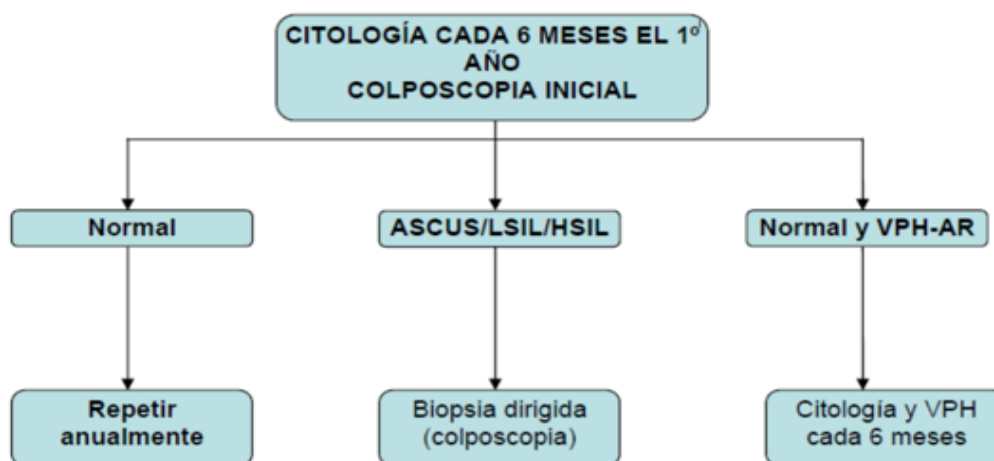 CITOLOGÍA CADA 6 MESES EL 1º
AÑO
COLPOSCOPIA INICIAL
Normal
ASCUS/LSIL/HSIL
Normal y VPH-AR
Repetir
anualmente
Biopsia dirigida
(colposcopia)
Citología y VPH
cada 6 meses